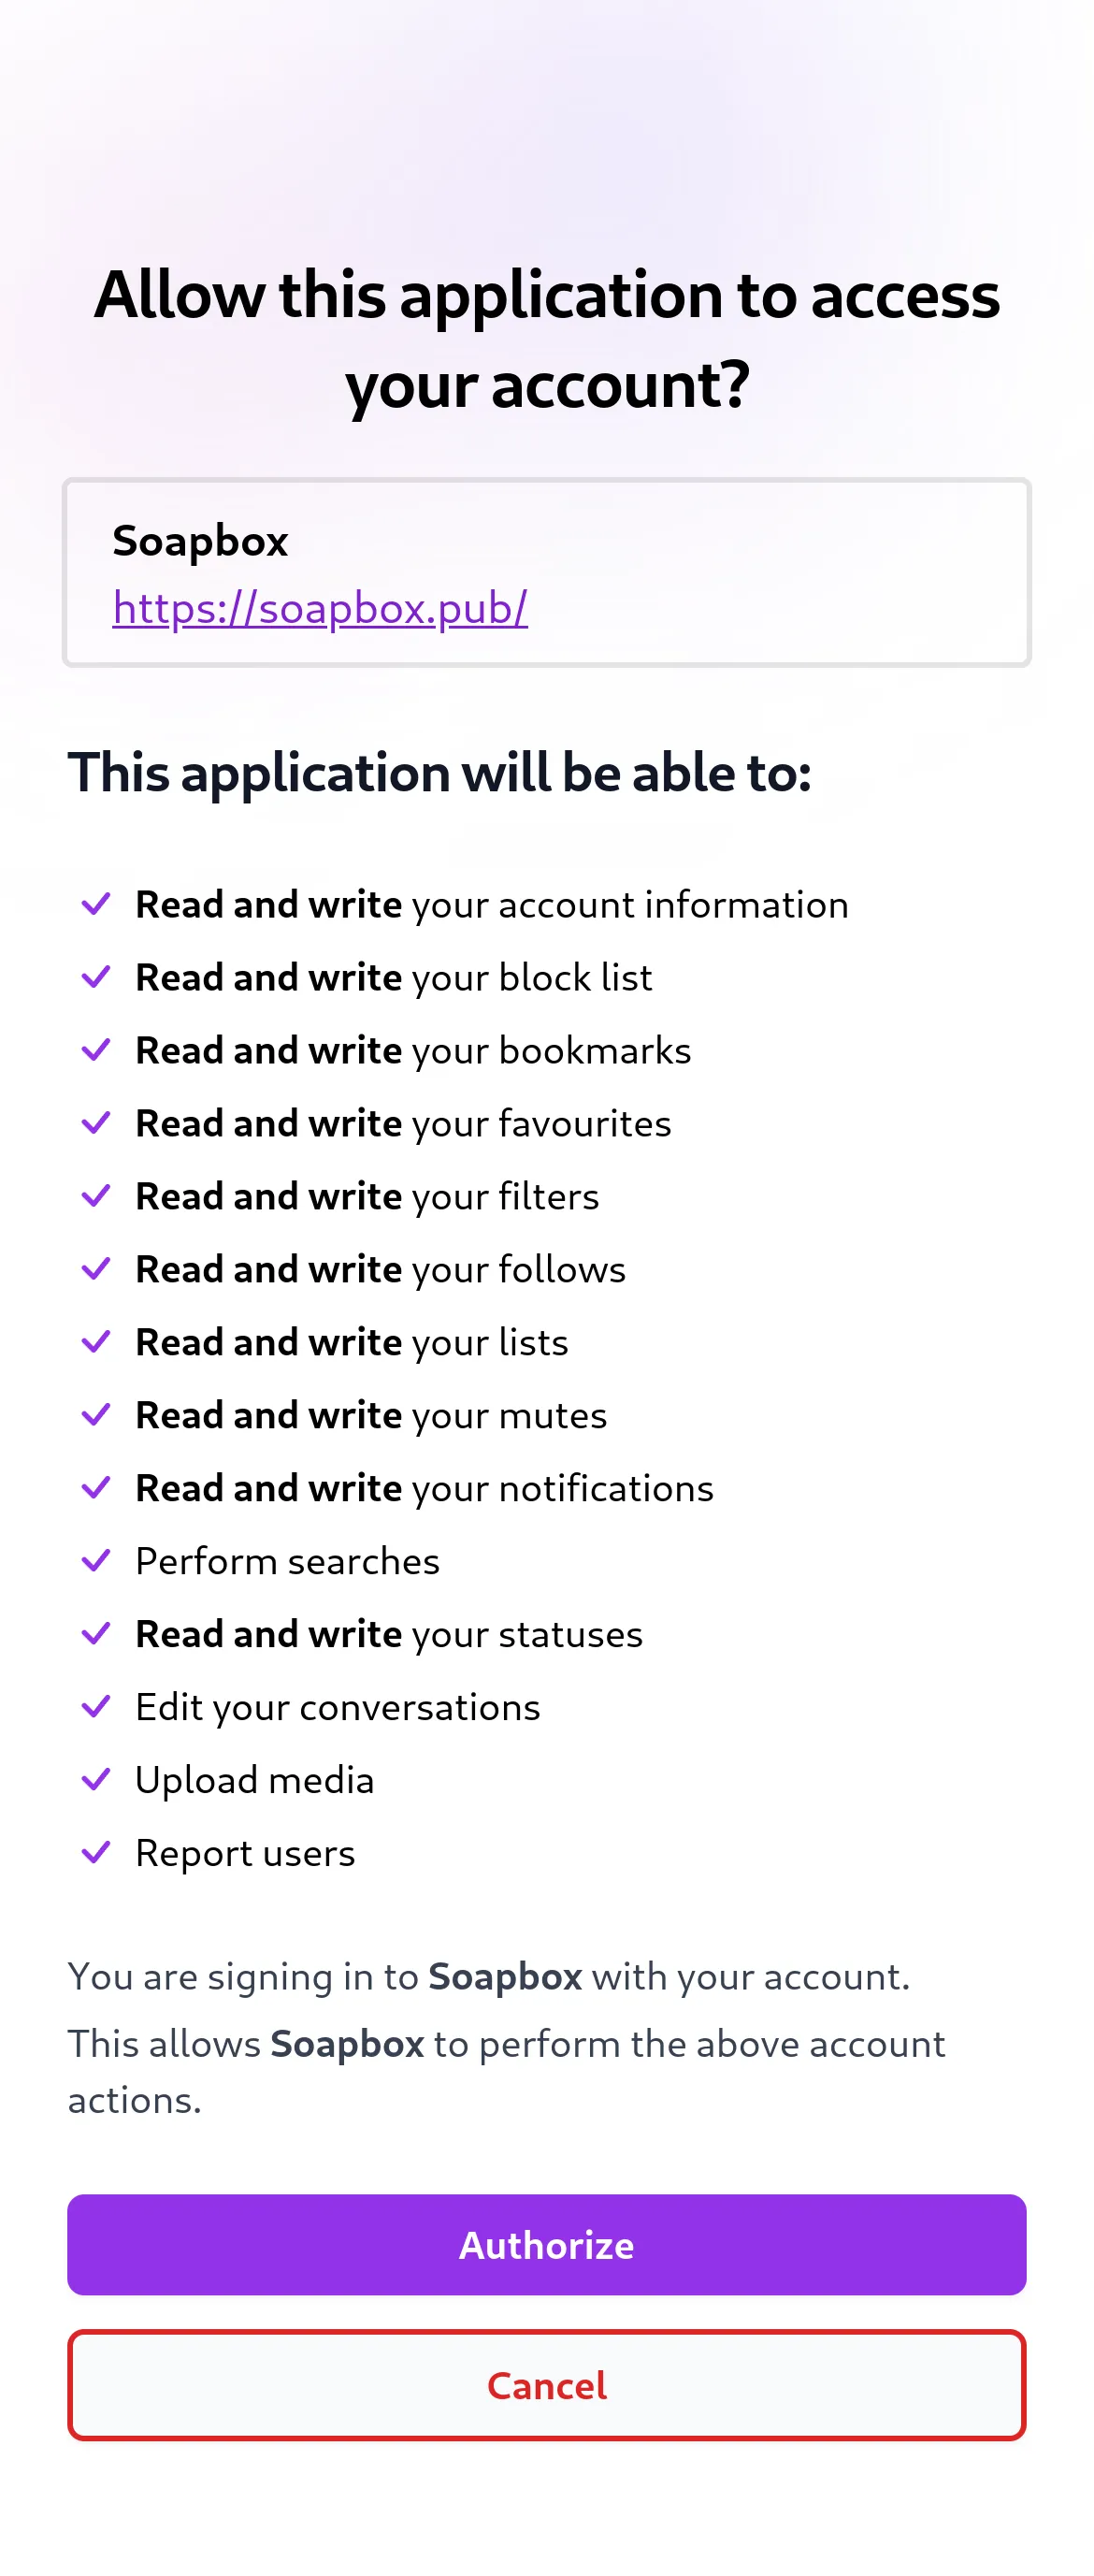 Allow this application to access
your account?
Soapbox
https://soapbox.pub/
This application will be able to:
Read and write your account information
Read and write your block list
Read and write your bookmarks
Read and write your favourites
Read and write your filters
Read and write your follows
Read and write your lists
Read and write your mutes
Read and write your notifications
Perform searches
Read and write your statuses
Edit your conversations
Upload media
Report users
You are signing in to Soapbox with your account.
This allows Soapbox to perform the above account
actions.
Authorize
Cancel